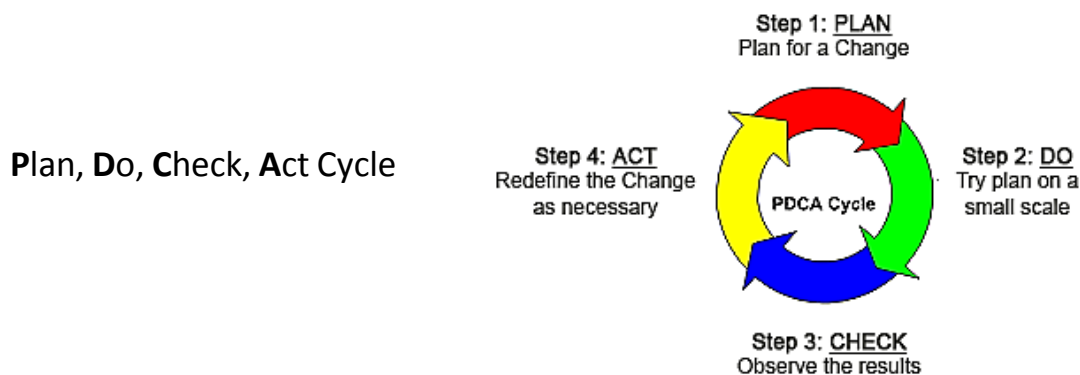 Plan, Do, Check, Act Cycle
Step 1: PLAN
Plan for a Change
Step 2: DO
Try plan on a
small scale
Step 3: CHECK
Observe the results
Step 4: ACT
Redefine the Change
as necessary
PDCA Cycle